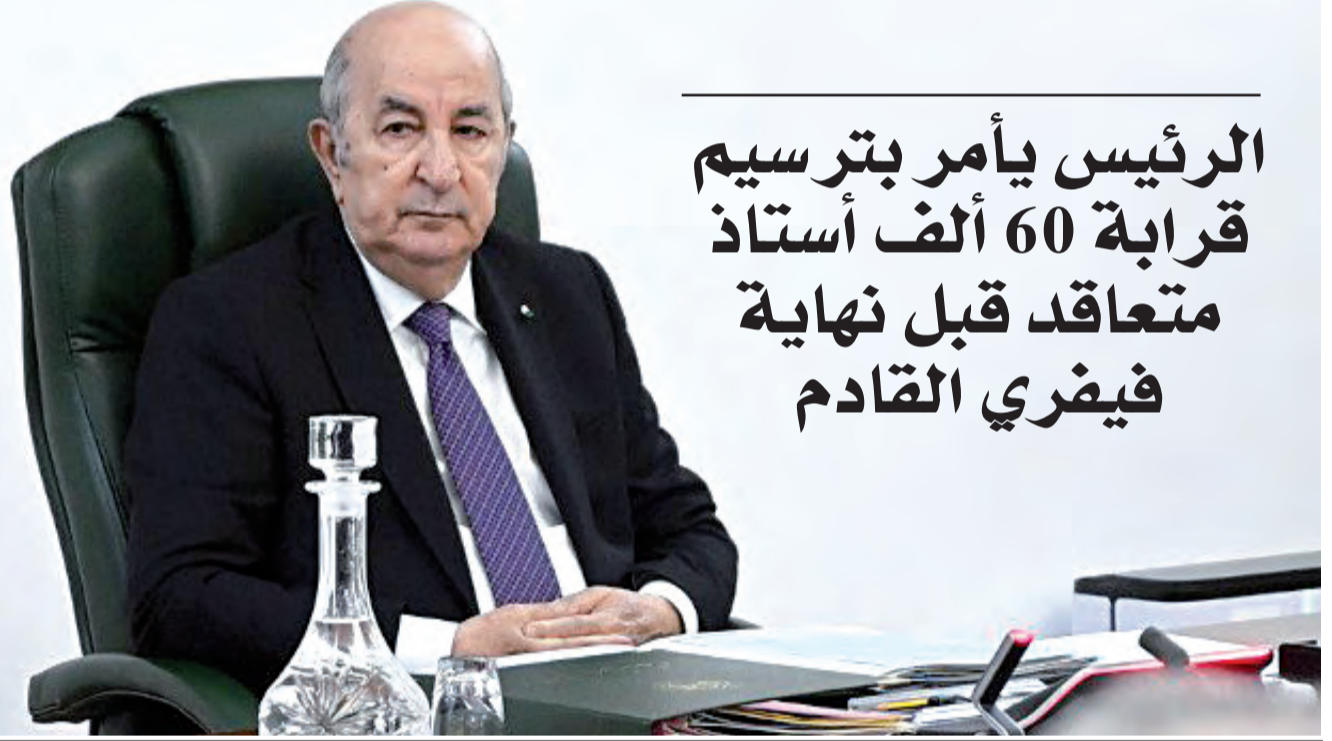 الرئيس يأمر بترسيم
قرابة 60 ألف أستاذ
متعاقد قبل نهاية
فيفري القادم